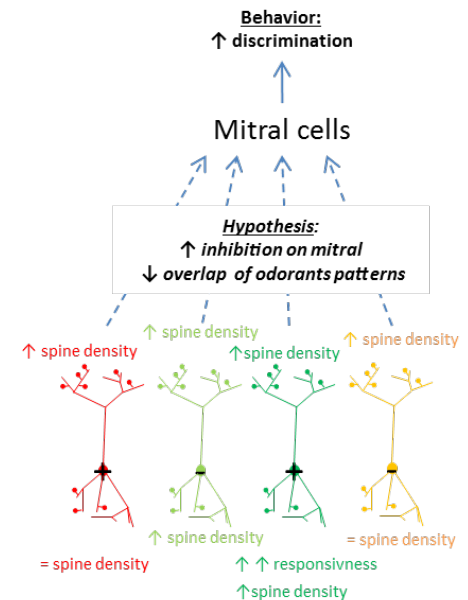 Behavior:
↑ discrimination
Mitral cells
Hypothesis:
↑ inhibition on mitral
↓ overlap of odorants patterns
↑ spine density
↑ spine density
↑spine density
↑ spine density
= spine density
↑ spine density
↑ ↑ responsivness
↑spine density
= spine density